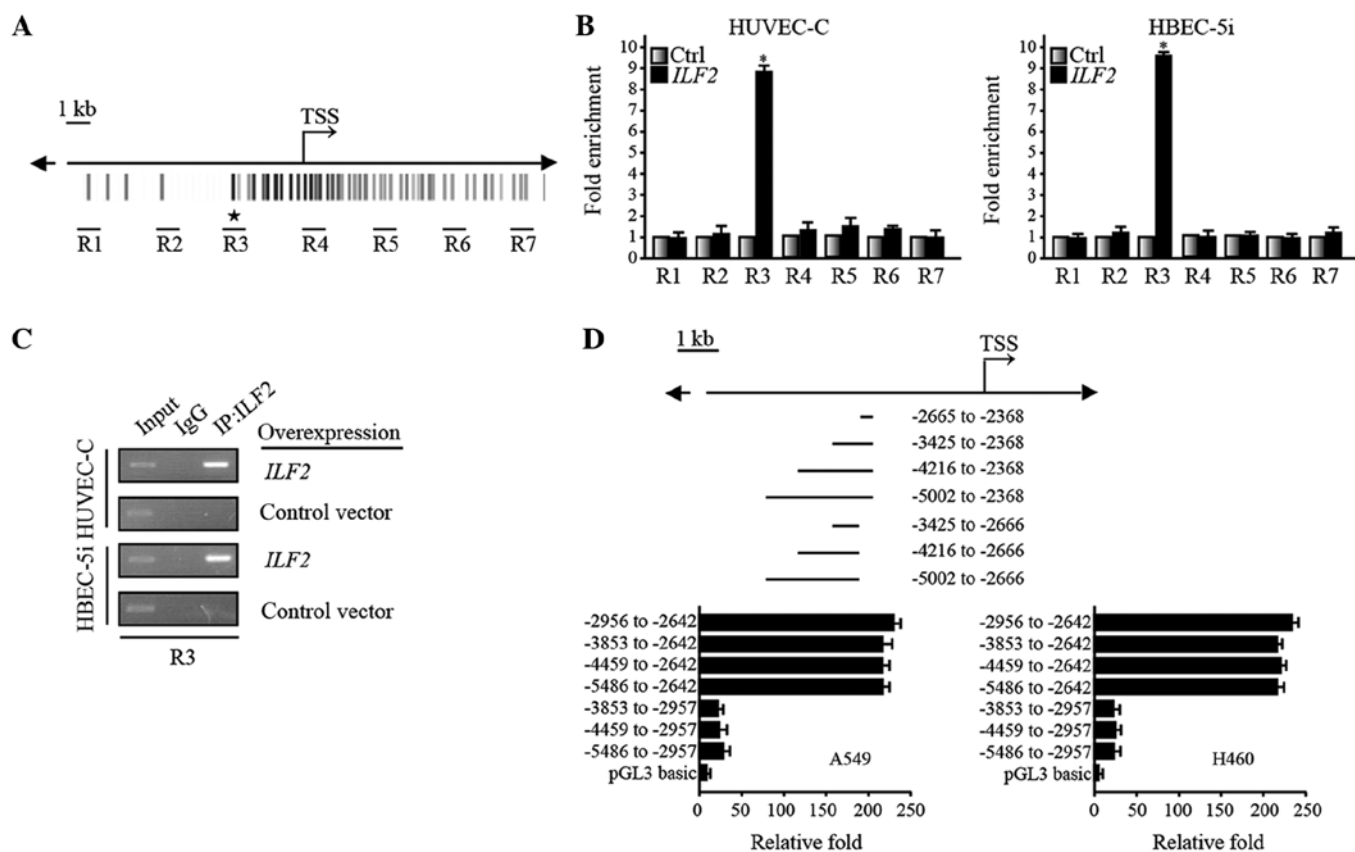 A
1 kb
TSS
R1 R2 R3 R4 R5 R6 R7
B
HUVEC-C
Ctrl
ILF2
*
Fold enrichment
10
9
8
7
6
5
4
3
2
1
0
R1 R2 R3 R4 R5 R6 R7
HBEC-5i
Ctrl
ILF2
*
Fold enrichment
10
9
8
7
6
5
4
3
2
1
0
R1 R2 R3 R4 R5 R6 R7
C
Input IgG IP:ILF2
Overexpression
HUVEC-C
ILF2
Control vector
HBEC-5i
ILF2
Control vector
R3
D
1 kb
TSS
-2665 to -2368
-3425 to -2368
-4216 to -2368
-5002 to -2368
-3425 to -2666
-4216 to -2666
-5002 to -2666
-2956 to -2642
-3853 to -2642
-4459 to -2642
-5486 to -2642
-3853 to -2957
-4459 to -2957
-5486 to -2957
pGL3 basic
A549
0 50 100 150 200 250
Relative fold
-2956 to -2642
-3853 to -2642
-4459 to -2642
-5486 to -2642
-3853 to -2957
-4459 to -2957
-5486 to -2957
pGL3 basic
H460
0 50 100 150 200 250
Relative fold